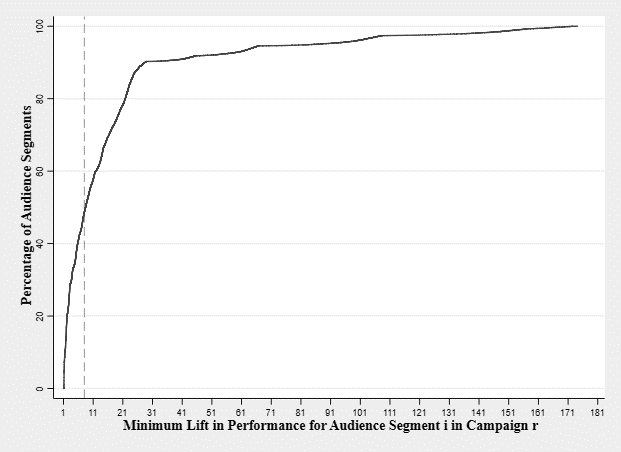 Percentage of Audience Segments
100
80
60
40
20
0
1 11 21 31 41 51 61 71 81 91 101 111 121 131 141 151 161 171 181
Minimum Lift in Performance for Audience Segment i in Campaign r